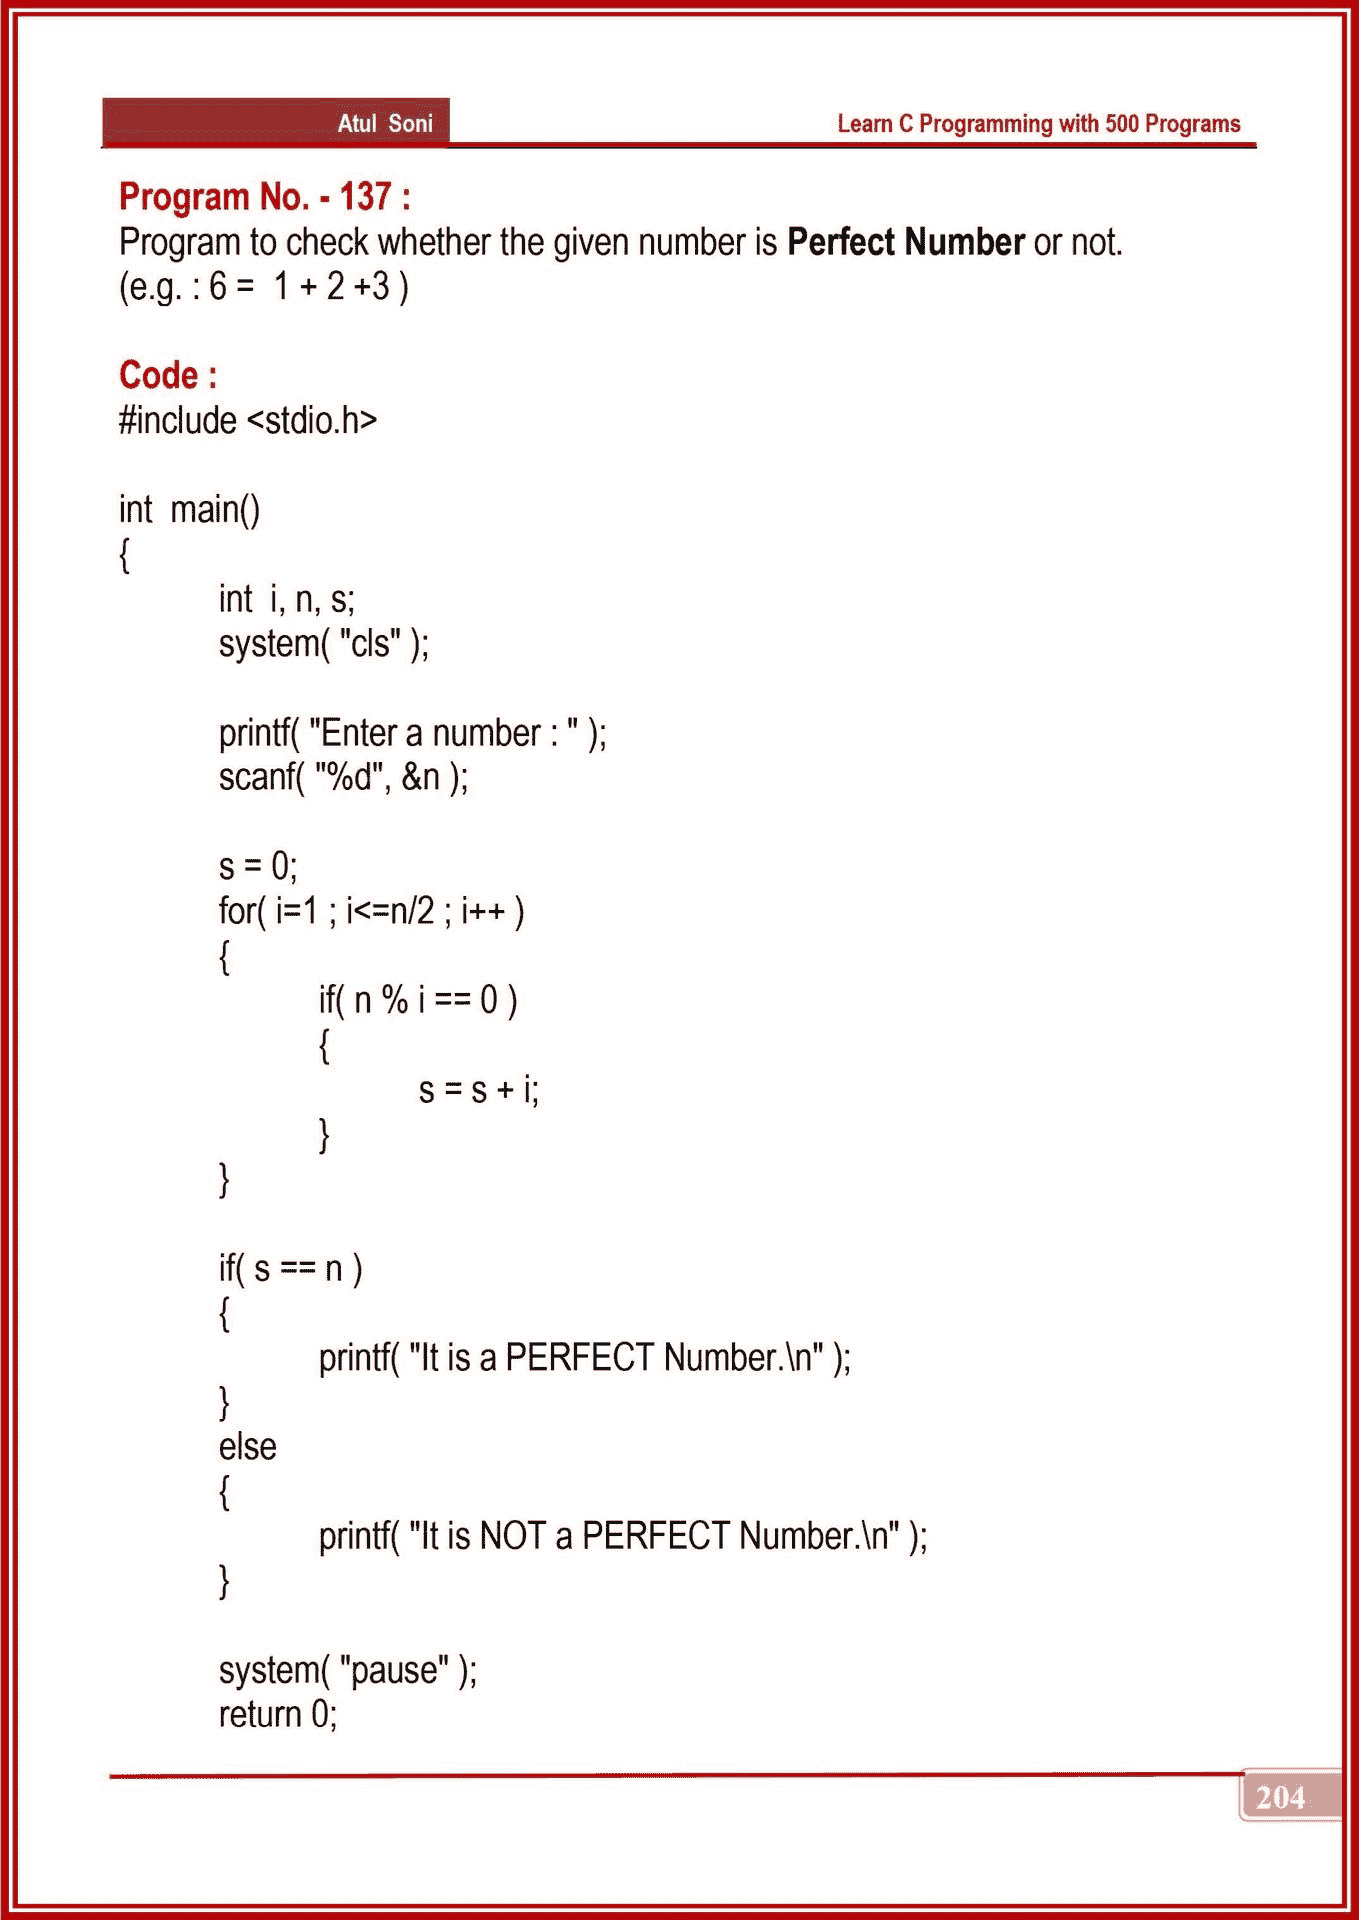 Atul Soni
Learn C Programming with 500 Programs
Program No. - 137 :
Program to check whether the given number is Perfect Number or not.
(e.g. : 6 = 1 + 2 +3 )
Code :
#include <stdio.h>
int main()
{
int i, n, s;
system( "cls" );
printf( "Enter a number : " );
scanf( "%d", &n );
s = 0;
for( i=1 ; i<=n/2 ; i++ )
{
if( n % i == 0 )
{
s = s + i;
}
}
if( s == n )
{
printf( "It is a PERFECT Number.\n" );
}
else
{
printf( "It is NOT a PERFECT Number.\n" );
}
system( "pause" );
return 0;
204